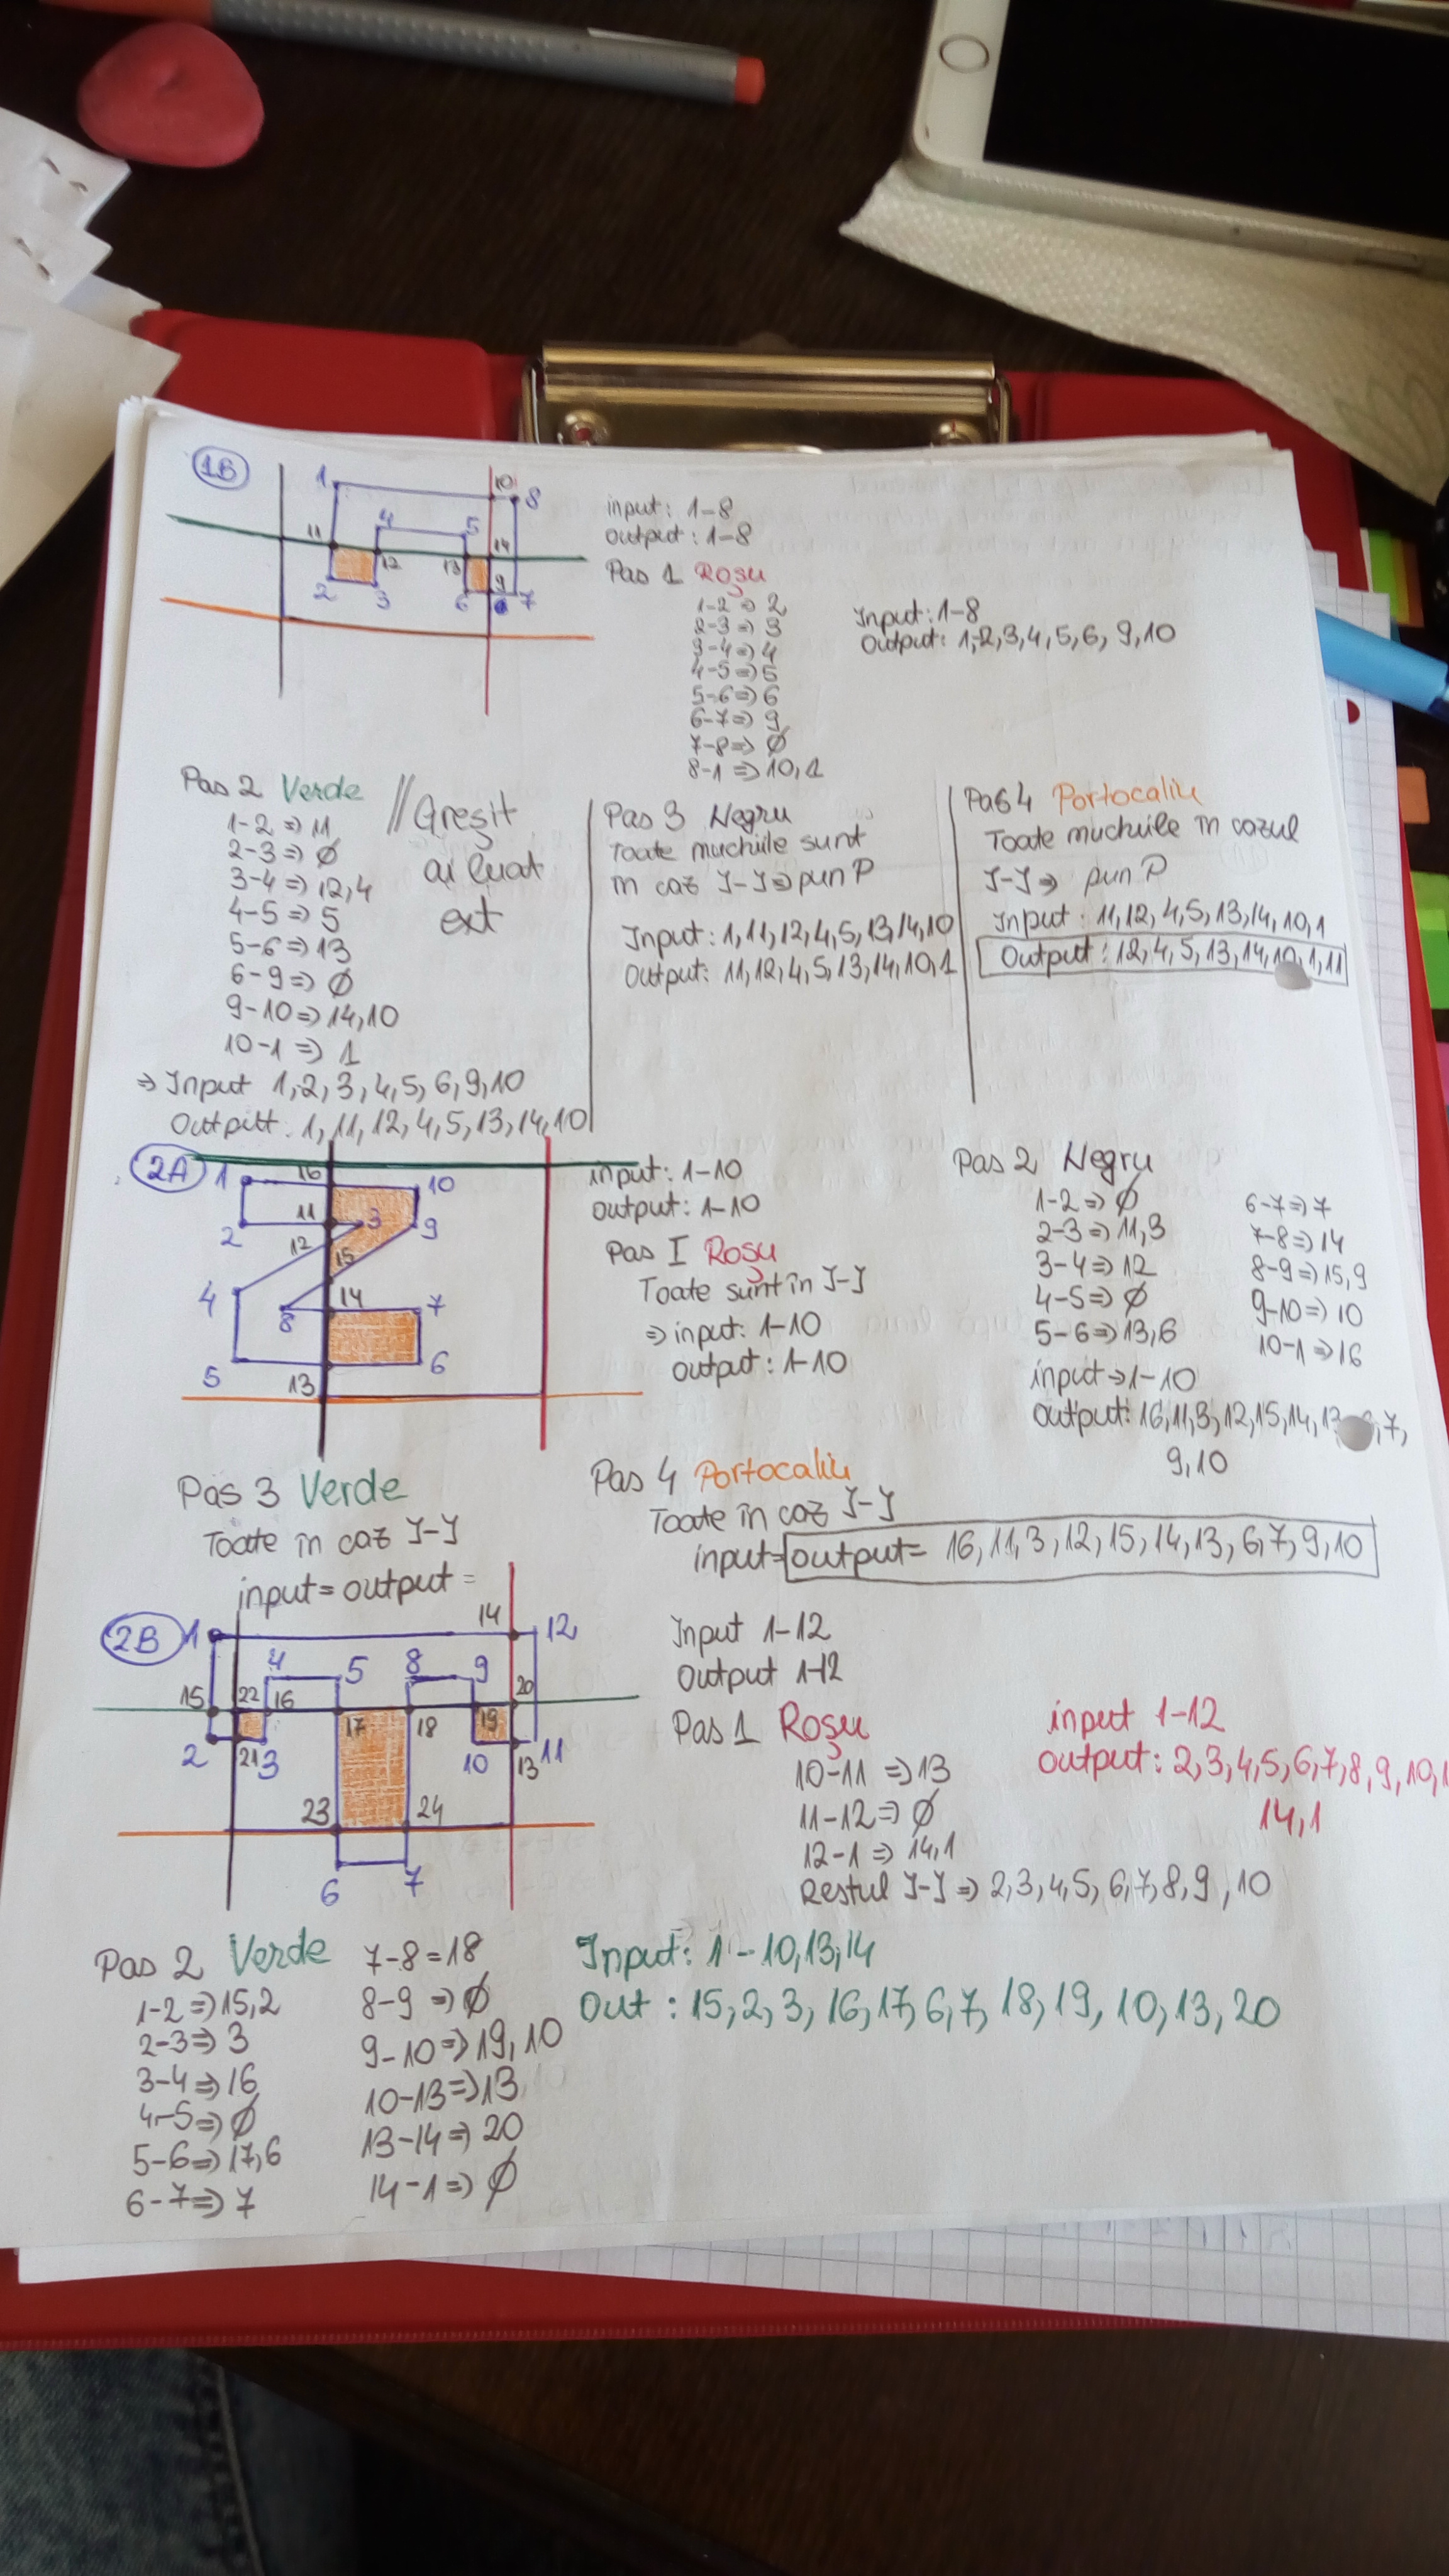 1B
1
10
8
4
5
11
12
13
14
2
3
6
9
7
input: 1-8
output: 1-8
Pas 1 Roșu
1-2 => 2
2-3 => 3
3-4 => 4
4-5 => 5
5-6 => 6
6-7 => 9
7-8 => Ø
8-1 => 10,1
Input: 1-8
Output: 1,2,3,4,5,6,9,10
Pas 2 Verde
1-2 => 11
2-3 => Ø
3-4 => 12,4
4-5 => 5
5-6 => 13
6-9 => Ø
9-10 => 14,10
10-1 => 1
=> Input 1,2,3,4,5,6,9,10
Output. 1,11,12,4,5,13,14,10
// Greșit
ai luat
ext
Pas 3 Negru
Toate muchiile sunt
în caz I-I => pun P
Input: 1,11,12,4,5,13,14,10
Output: 11,12,4,5,13,14,10,1
Pas 4 Portocaliu
Toate muchiile în cazul
I-I => pun P
Input: 11,12,4,5,13,14,10,1
Output: 12,4,5,13,14,10,1,11
2A
1
16
10
11
3
2
9
12
15
4
14
7
8
5
6
13
input: 1-10
output: 1-10
Pas I Roșu
Toate sunt în I-I
=> input: 1-10
output: 1-10
Pas 2 Negru
1-2 => Ø
2-3 => 11,3
3-4 => 12
4-5 => Ø
5-6 => 13,6
6-7 => 7
7-8 => 14
8-9 => 15,9
9-10 => 10
10-1 => 16
input -> 1-10
output: 16,11,3,12,15,14,13 ,7,
9,10
Pas 3 Verde
Toate în caz I-I
input = output =
Pas 4 Portocaliu
Toate în caz I-I
input = output = 16,11,3,12,15,14,13,6,7,9,10
2B
1
14
12
4
5
8
9
15
22
16
20
17
18
19
2
21
3
10
13
11
23
24
6
7
Input 1-12
Output 1-12
Pas 1 Roșu
10-11 => 13
11-12 => Ø
12-1 => 14,1
Restul I-I => 2,3,4,5,6,7,8,9,10
input 1-12
output: 2,3,4,5,6,7,8,9,10,1
14,1
Pas 2 Verde
1-2 => 15,2
2-3 => 3
3-4 => 16
4-5 => Ø
5-6 => 17,6
6-7 => 7
7-8 = 18
8-9 => Ø
9-10 => 19,10
10-13 => 13
13-14 => 20
14-1 => Ø
Input: 1-10,13,14
Out : 15,2,3,16,17,6,7,18,19,10,13,20